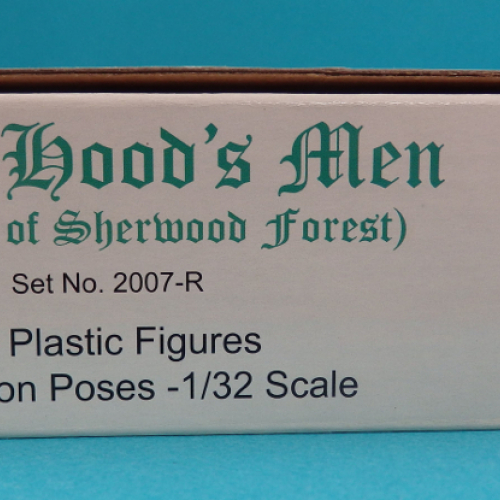 Hood's Men
of Sherwood Forest)
Set No. 2007-R
Plastic Figures
on Poses -1/32 Scale